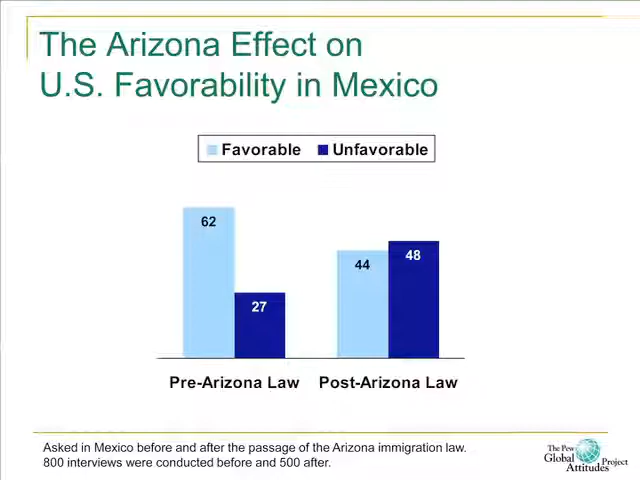 The Arizona Effect on
U.S. Favorability in Mexico
Favorable Unfavorable
62
27
44
48
Pre-Arizona Law Post-Arizona Law
Asked in Mexico before and after the passage of the Arizona immigration law.
800 interviews were conducted before and 500 after.
The Pew
Global
Attitudes
Project